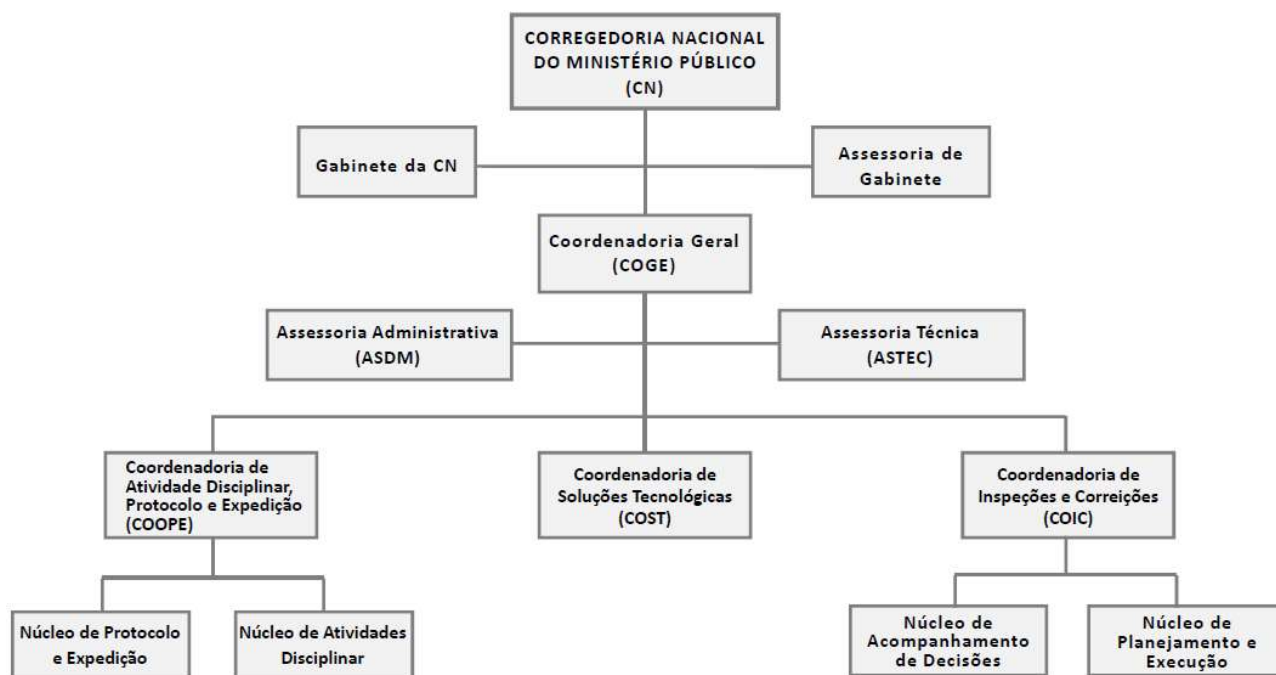 CORREGEDORIA NACIONAL
DO MINISTÉRIO PÚBLICO
(CN)
Gabinete da CN
Assessoria de
Gabinete
Coordenadoria Geral
(COGE)
Assessoria Administrativa
(ASDM)
Assessoria Técnica
(ASTEC)
Coordenadoria de
Atividade Disciplinar,
Protocolo e Expedição
(COOPE)
Coordenadoria de
Soluções Tecnológicas
(COST)
Coordenadoria de
Inspeções e Correições
(COIC)
Núcleo de Protocolo
e Expedição
Núcleo de Atividades
Disciplinar
Núcleo de
Acompanhamento
de Decisões
Núcleo de
Planejamento e
Execução